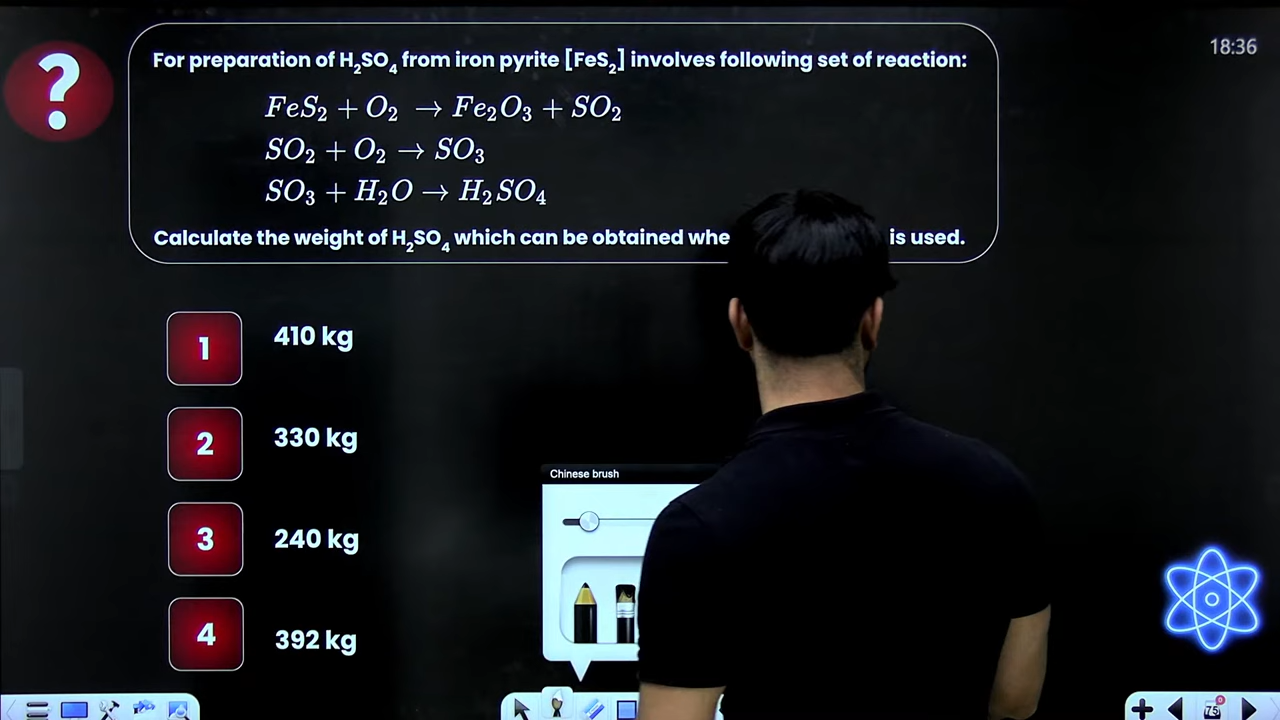 18:36
?
For preparation of H₂SO₄ from iron pyrite [FeS₂] involves following set of reaction:
FeS₂ + O₂ → Fe₂O₃ + SO₂
SO₂ + O₂ → SO₃
SO₃ + H₂O → H₂SO₄
Calculate the weight of H₂SO₄ which can be obtained is used.
1 410 kg
2 330 kg
3 240 kg
4 392 kg
Chinese brush
75